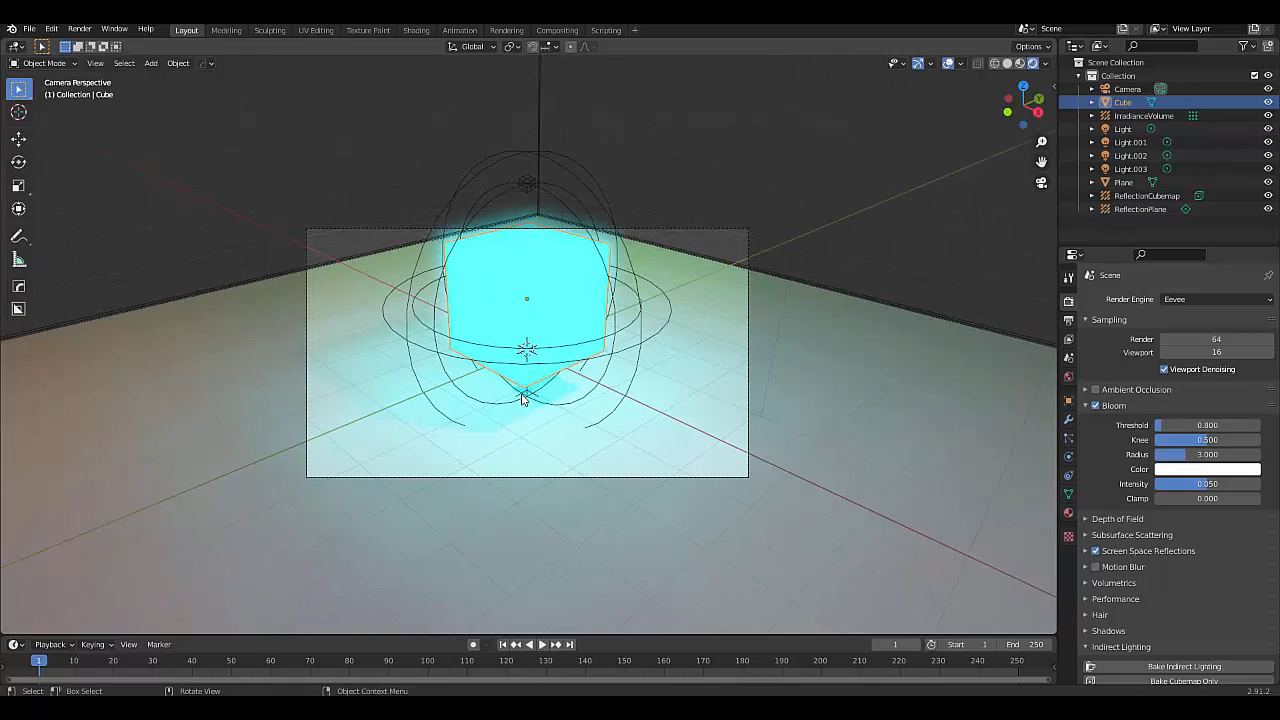 File Edit Render Window Help Layout Modeling Sculpting UV Editing Texture Paint Shading Animation Rendering Compositing Scripting + Scene View Layer
Global Options
Object Mode View Select Add Object
Camera Perspective
(1) Collection | Cube
Z
Y
X
Scene Collection
Collection
Camera
Cube
IrradianceVolume
Light
Light.001
Light.002
Light.003
Plane
ReflectionCubemap
ReflectionPlane
Scene
Render Engine Eevee
Sampling
Render 64
Viewport 16
Viewport Denoising
Ambient Occlusion
Bloom
Threshold 0.800
Knee 0.500
Radius 3.000
Color
Intensity 0.050
Clamp 0.000
Depth of Field
Subsurface Scattering
Screen Space Reflections
Motion Blur
Volumetrics
Performance
Hair
Shadows
Indirect Lighting
Bake Indirect Lighting
Bake Cubemap Only
Playback Keying View Marker 1 Start 1 End 250
1 10 20 30 40 50 60 70 80 90 100 110 120 130 140 150 160 170 180 190 200 210 220 230 240 250
Select Box Select Rotate View Object Context Menu 2.91.2